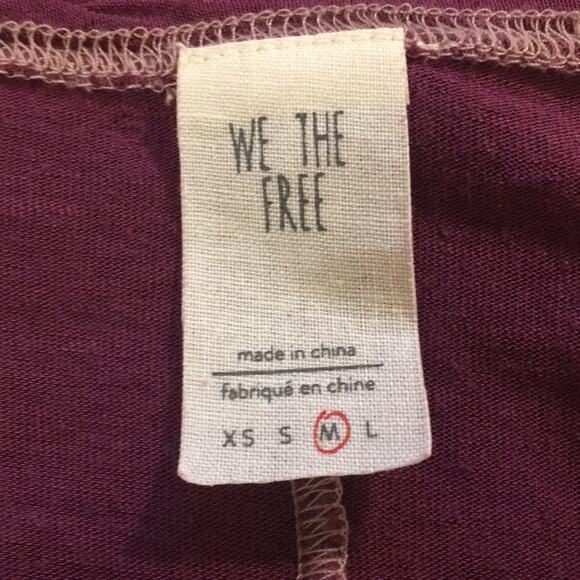 WE THE
FREE
made in china
fabriqué en chine
XS S M L